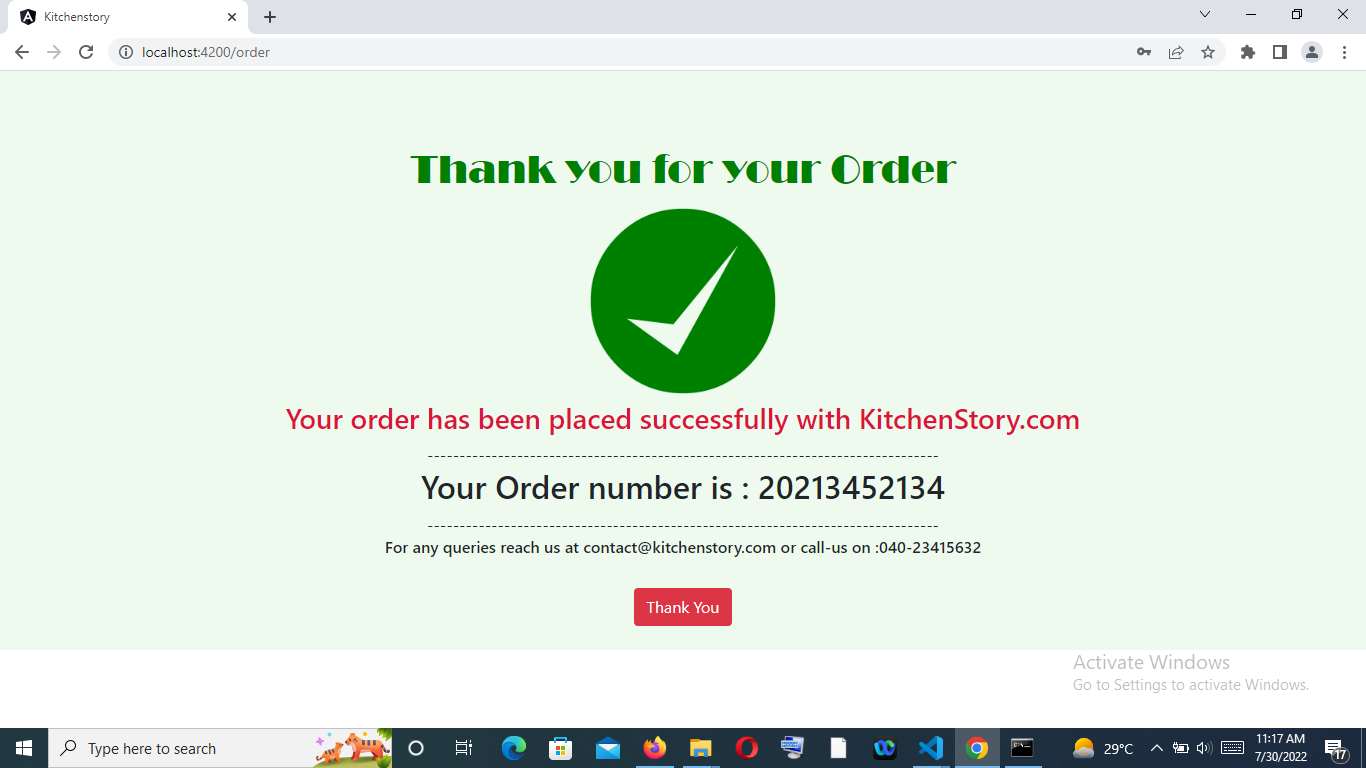 Kitchenstory
localhost:4200/order
Thank you for your Order
Your order has been placed successfully with KitchenStory.com
--------------------------------------------------------------------------------
Your Order number is : 20213452134
--------------------------------------------------------------------------------
For any queries reach us at contact@kitchenstory.com or call-us on :040-23415632
Thank You
Activate Windows
Go to Settings to activate Windows.
Type here to search
29°C
11:17 AM
7/30/2022
17